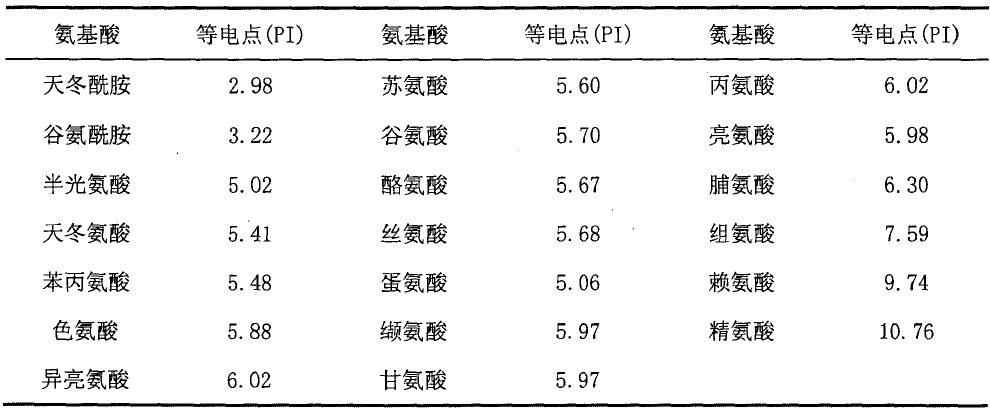 氨基酸 等电点(PI) 氨基酸 等电点(PI) 氨基酸 等电点(PI)
天冬酰胺 2.98 苏氨酸 5.60 丙氨酸 6.02
谷氨酰胺 3.22 谷氨酸 5.70 亮氨酸 5.98
半光氨酸 5.02 酪氨酸 5.67 脯氨酸 6.30
天冬氨酸 5.41 丝氨酸 5.68 组氨酸 7.59
苯丙氨酸 5.48 蛋氨酸 5.06 赖氨酸 9.74
色氨酸 5.88 缬氨酸 5.97 精氨酸 10.76
异亮氨酸 6.02 甘氨酸 5.97